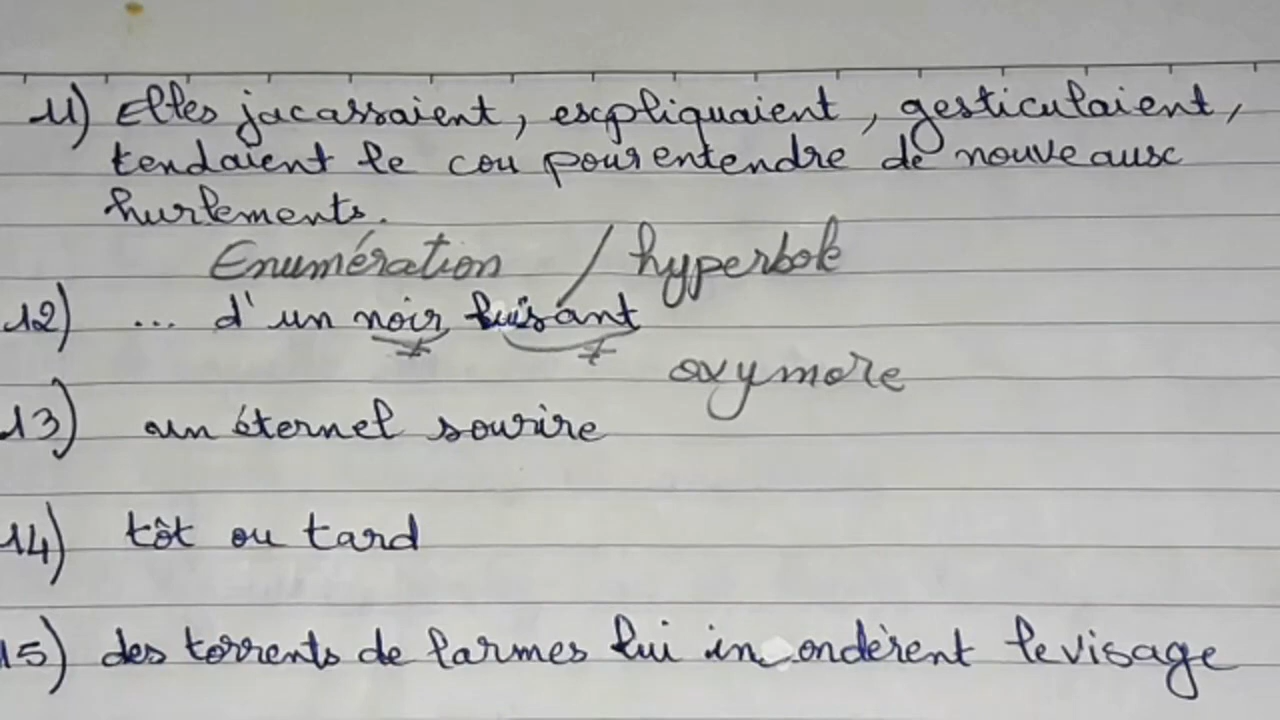 11) Elles jacassaient, expliquaient, gesticulaient,
tendaient le cou pour entendre de nouveaux
hurlements.
Enumération / hyperbole
12) ... d'un noir luisant
oxymore
13) un éternel sourire
14) tôt ou tard
15) des torrents de larmes lui inondèrent le visage